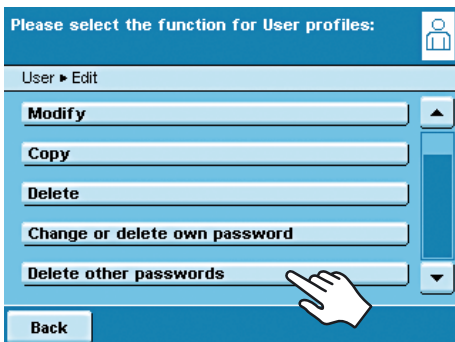 Please select the function for User profiles:
User ▸ Edit
Modify
Copy
Delete
Change or delete own password
Delete other passwords
Back